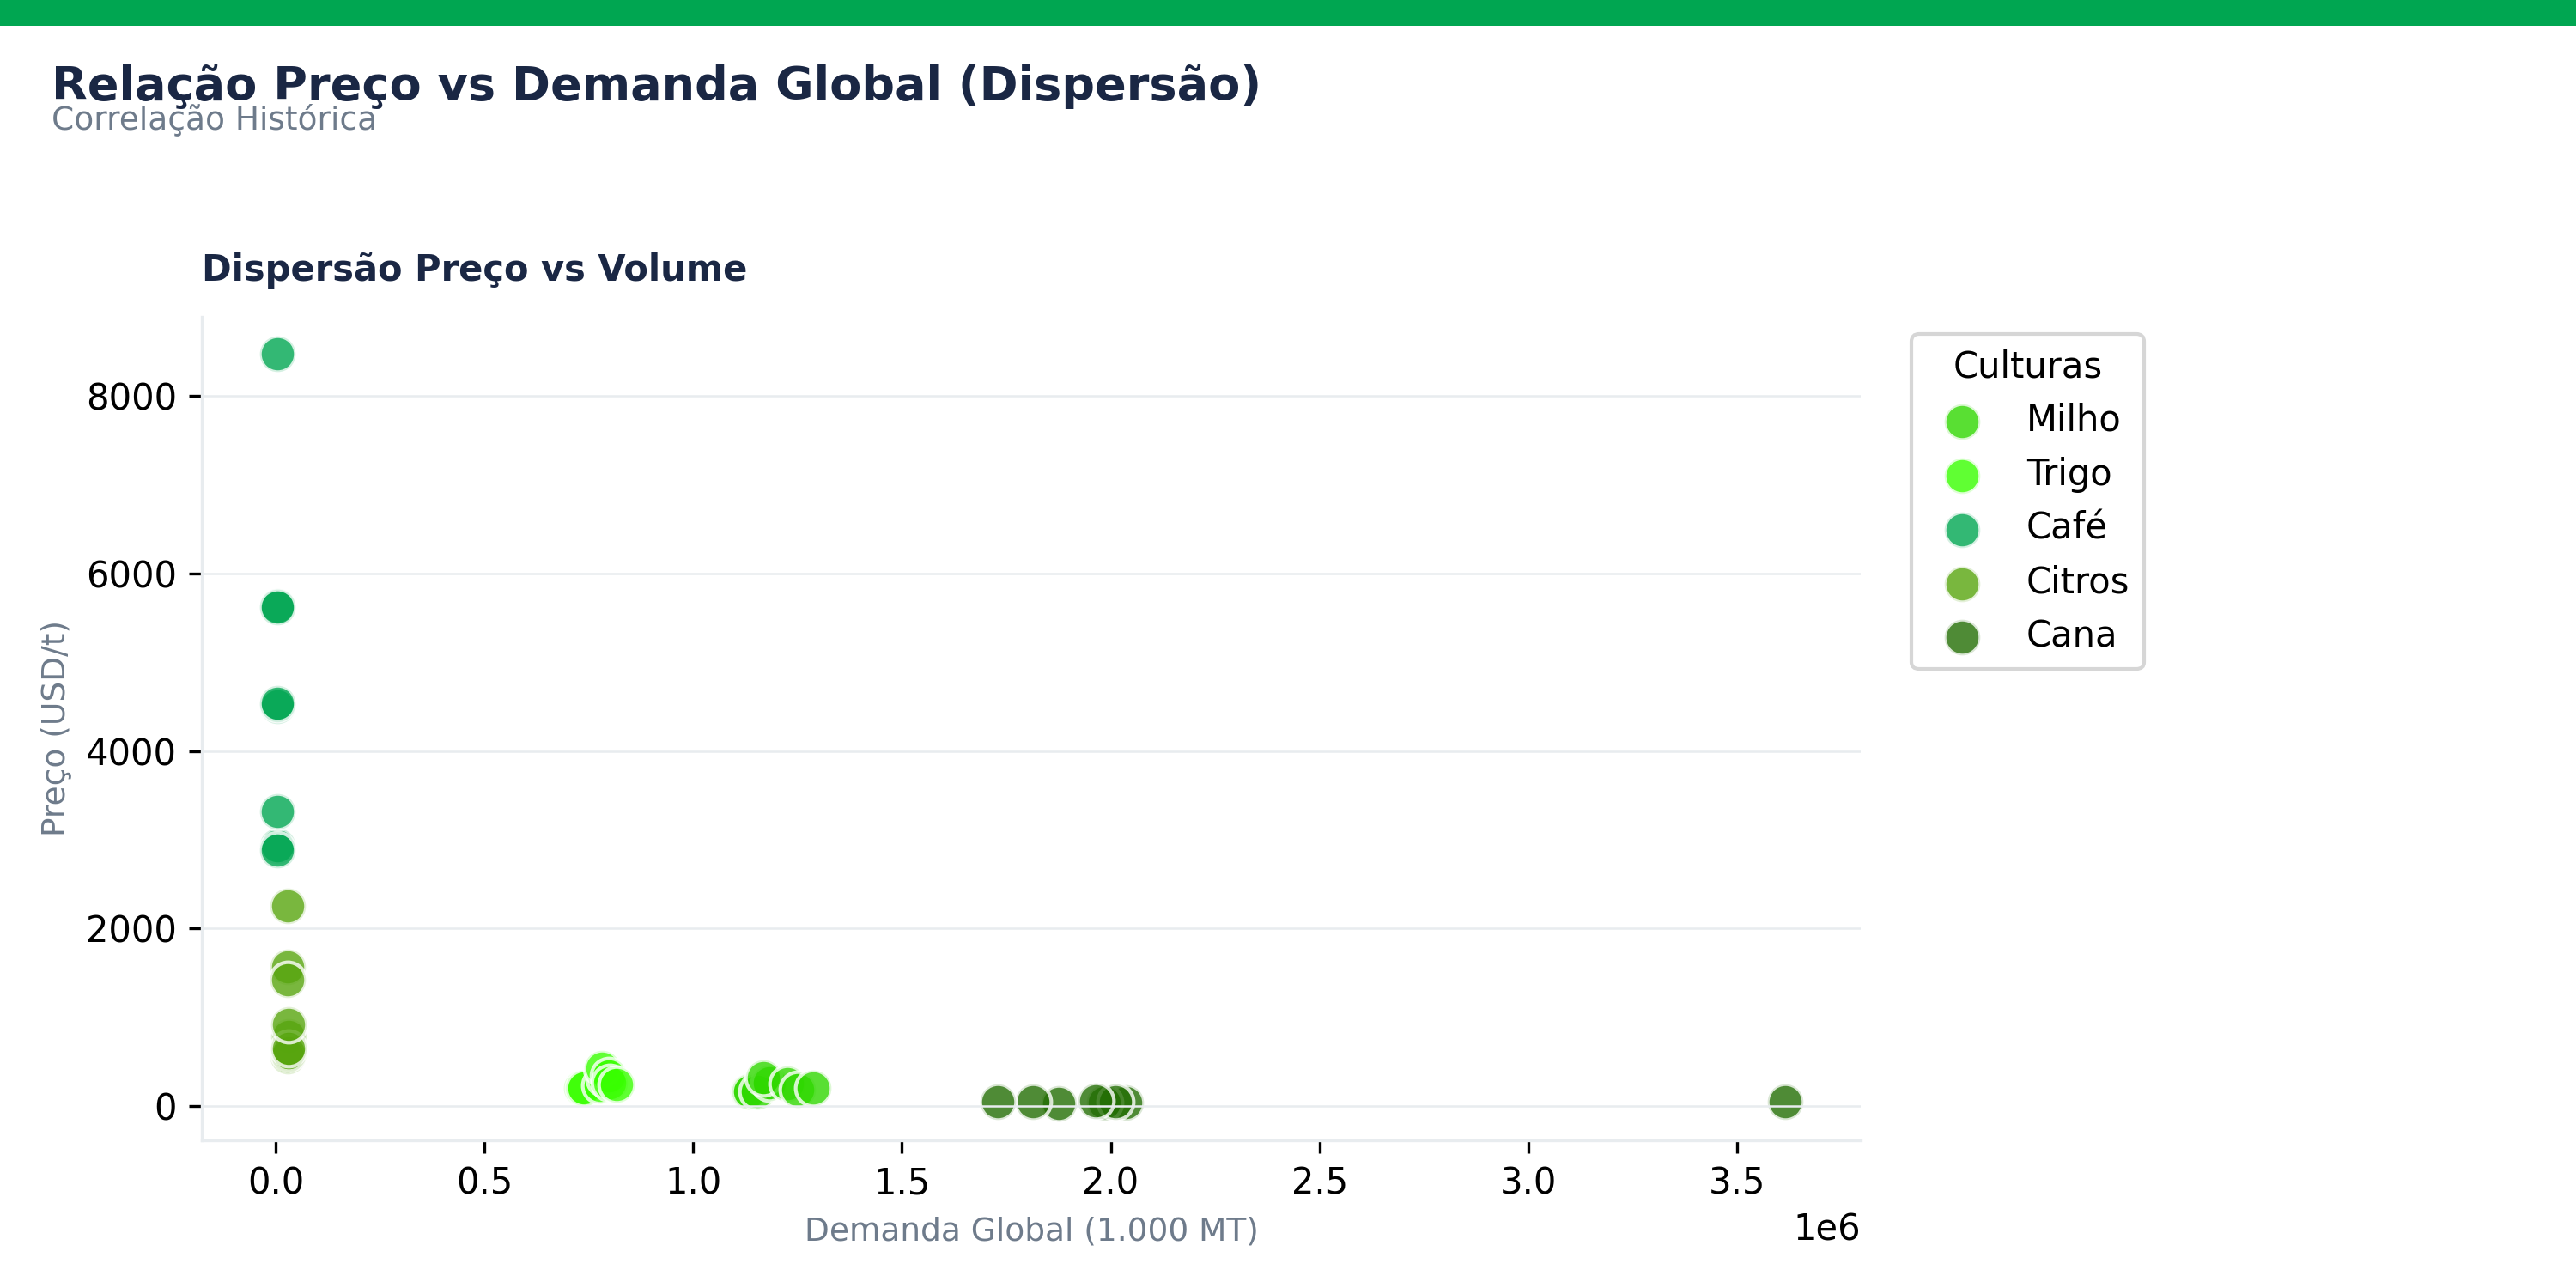 Relação Preço vs Demanda Global (Dispersão)
Correlação Histórica
Dispersão Preço vs Volume
Preço (USD/t)
8000
6000
4000
2000
0
0.0 0.5 1.0 1.5 2.0 2.5 3.0 3.5
1e6
Demanda Global (1.000 MT)
Culturas
Milho
Trigo
Café
Citros
Cana